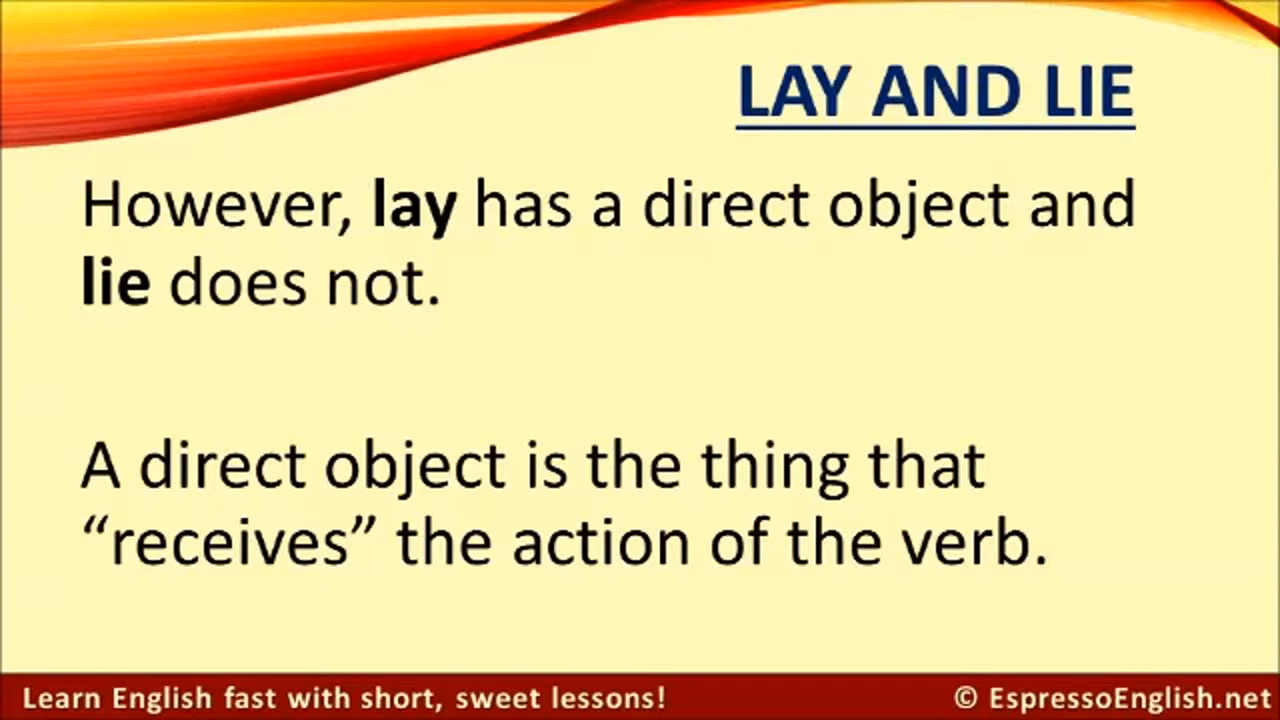 LAY AND LIE
However, lay has a direct object and
lie does not.
A direct object is the thing that
“receives” the action of the verb.
Learn English fast with short, sweet lessons!
© EspressoEnglish.net